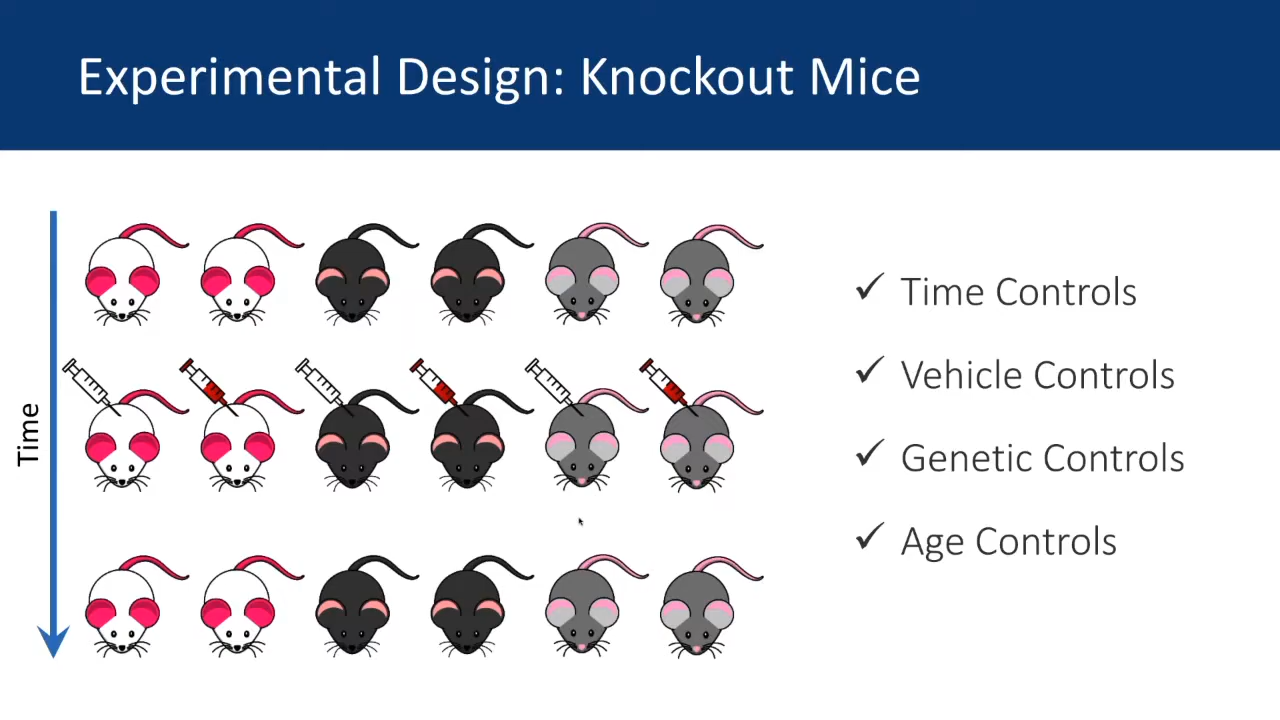 Experimental Design: Knockout Mice
Time
Time Controls
Vehicle Controls
Genetic Controls
Age Controls